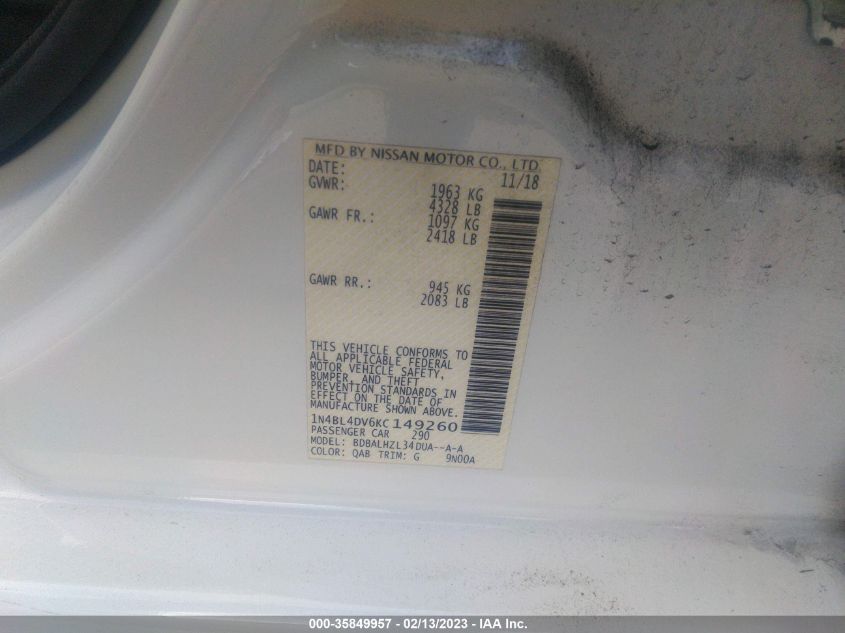 MFD BY NISSAN MOTOR CO., LTD.
DATE: 11/18
GVWR: 1963 KG
4328 LB
GAWR FR.: 1097 KG
2418 LB
GAWR RR.: 945 KG
2083 LB
THIS VEHICLE CONFORMS TO
ALL APPLICABLE FEDERAL
MOTOR VEHICLE SAFETY,
BUMPER, AND THEFT
PREVENTION STANDARDS IN
EFFECT ON THE DATE OF
MANUFACTURE SHOWN ABOVE.
1N4BL4DV6KC149260
PASSENGER CAR 290
MODEL: BDBALHZL34DUA--A-A
COLOR: QAB TRIM: G 9N00A
000-35849957 - 02/13/2023 - IAA Inc.